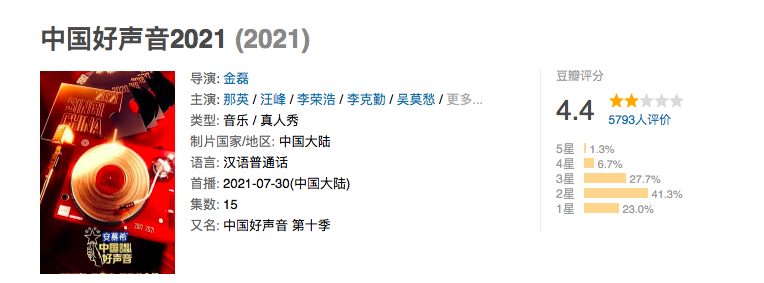 中国好声音2021 (2021)
SING!
CHINA
2012-2021
安慕希
中国好声音
导演: 金磊
主演: 那英 / 汪峰 / 李荣浩 / 李克勤 / 吴莫愁 / 更多...
类型: 音乐 / 真人秀
制片国家/地区: 中国大陆
语言: 汉语普通话
首播: 2021-07-30(中国大陆)
集数: 15
又名: 中国好声音 第十季
豆瓣评分
4.4
5793人评价
5星 1.3%
4星 6.7%
3星 27.7%
2星 41.3%
1星 23.0%